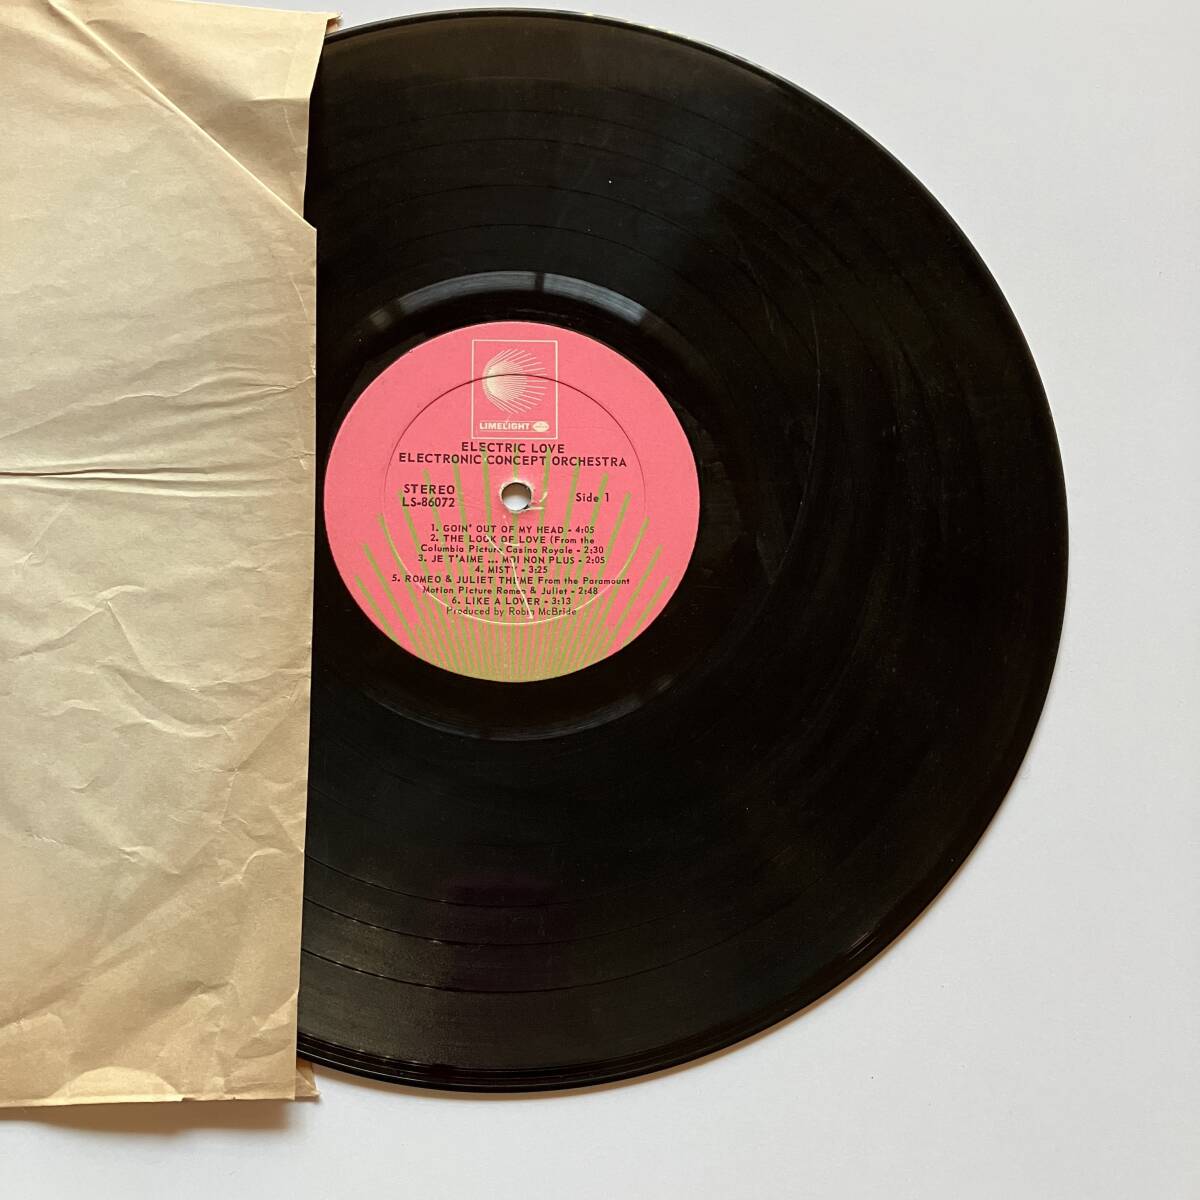 LIMELIGHT
ELECTRIC LOVE
ELECTRONIC CONCEPT ORCHESTRA
STEREO
LS-86072
Side 1
1. GOIN' OUT OF MY HEAD - 4:05
2. THE LOOK OF LOVE (From the
Columbia Picture Casino Royale - 2:30
3. JE T'AIME ... MOI NON PLUS - 2:05
4. MISTY - 3:25
5. ROMEO & JULIET THEME From the Paramount
Motion Picture Romeo & Juliet - 2:48
6. LIKE A LOVER - 3:13
Produced by Robin McBride